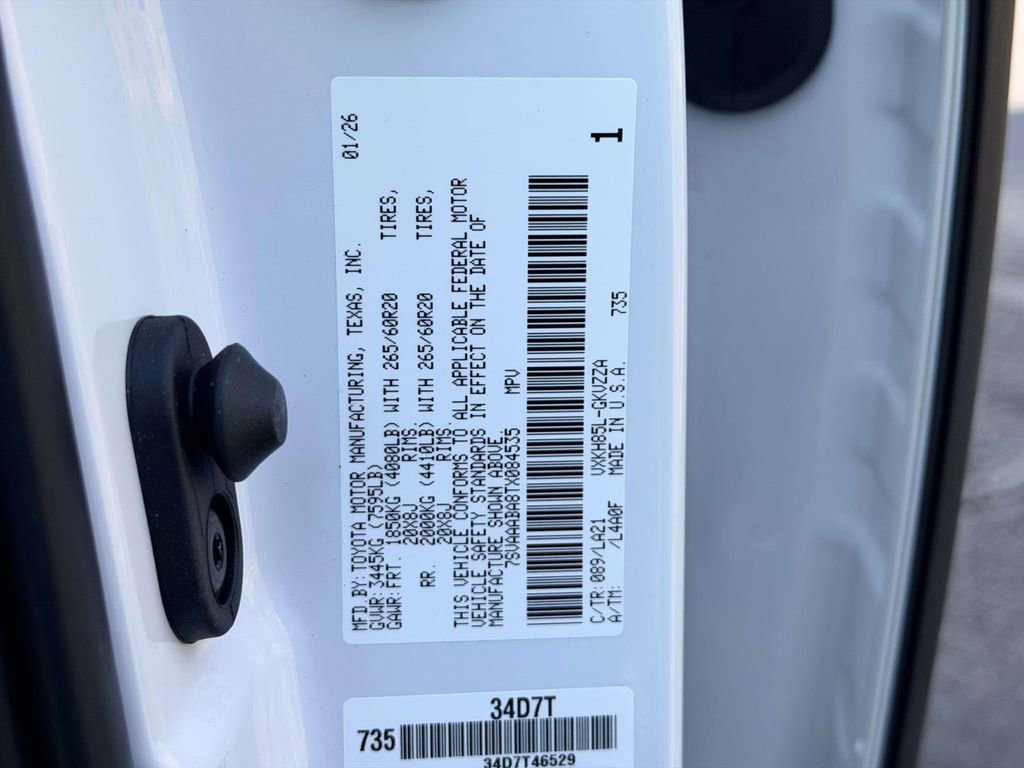 MFD BY:TOYOTA MOTOR MANUFACTURING, TEXAS, INC. 01/26
GVWR:3445KG (7595LB)
GAWR:FRT. 1850KG (4080LB) WITH 265/60R20 TIRES,
20X8J RIMS.
RR. 2000KG (4410LB) WITH 265/60R20 TIRES,
20X8J RIMS.
THIS VEHICLE CONFORMS TO ALL APPLICABLE FEDERAL MOTOR
VEHICLE SAFETY STANDARDS IN EFFECT ON THE DATE OF
MANUFACTURE SHOWN ABOVE.
7SVAAABA8TX084535 MPV
C/TR: 089/LA21 VXKH85L-GKVZZA 735
A/TM: /L4A0F MADE IN U.S.A. 1
34D7T
735
34D7T46529